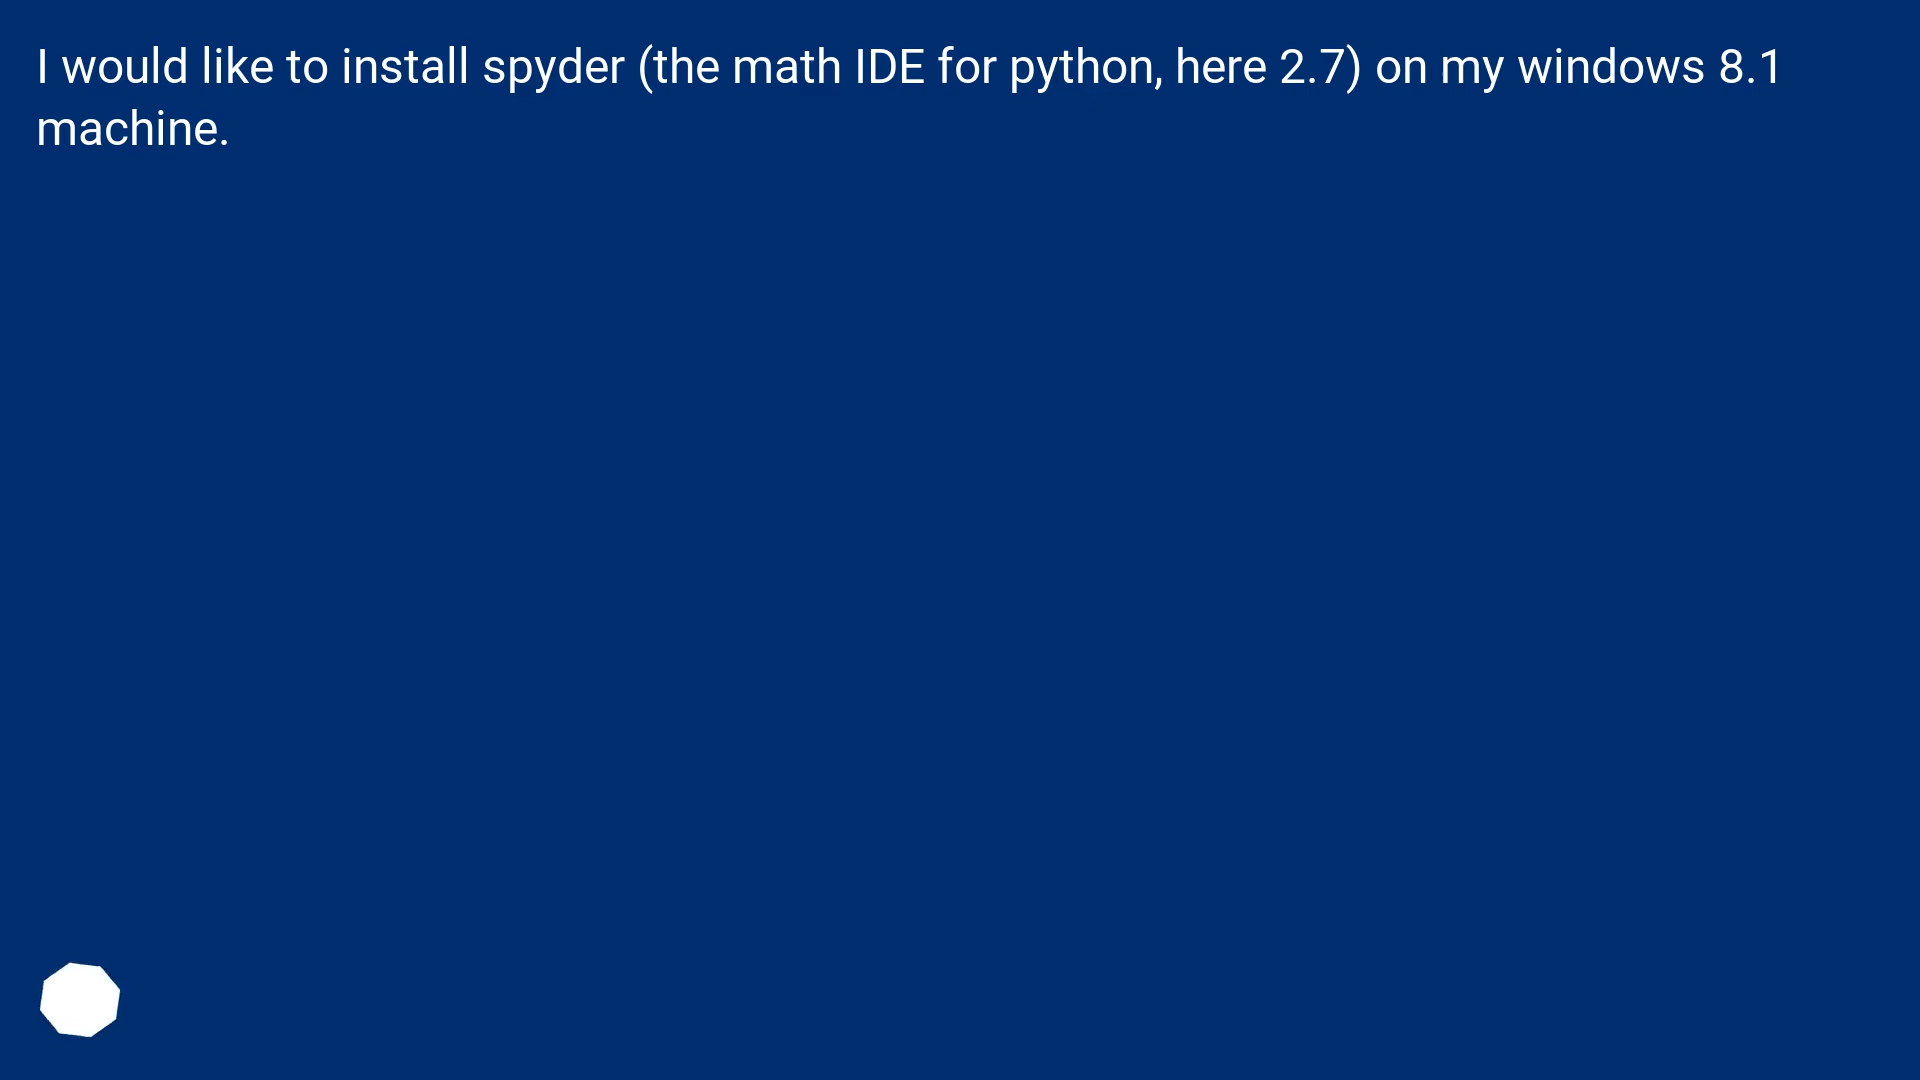 I would like to install spyder (the math IDE for python, here 2.7) on my windows 8.1
machine.